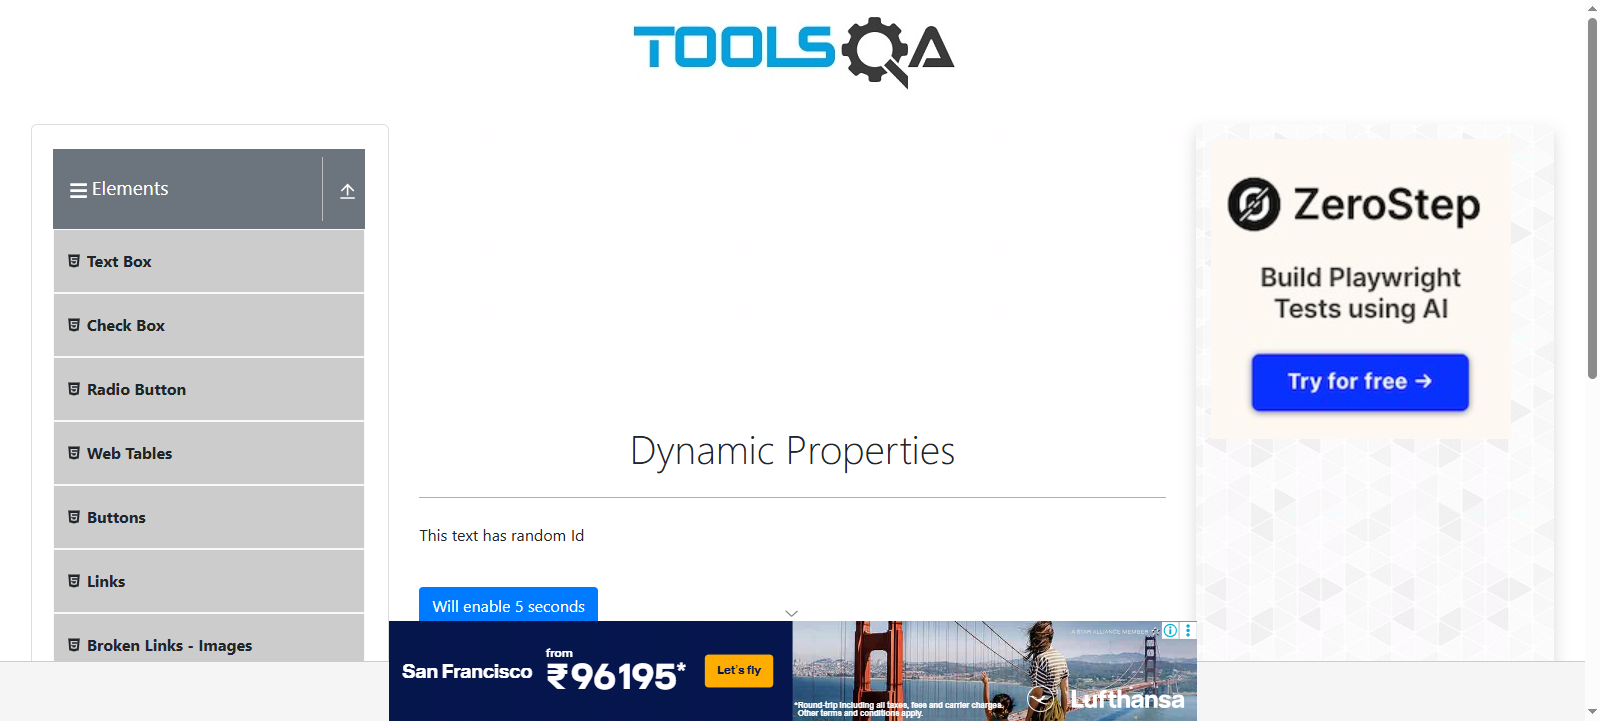 TOOLSQA
Elements
Text Box
Check Box
Radio Button
Web Tables
Buttons
Links
Broken Links - Images
Dynamic Properties
This text has random Id
Will enable 5 seconds
ZeroStep
Build Playwright
Tests using AI
Try for free →
San Francisco
from
₹96195*
Let's fly
A STAR ALLIANCE MEMBER
*Round-trip including all taxes, fees and carrier charges.
Other terms and conditions apply.
Lufthansa